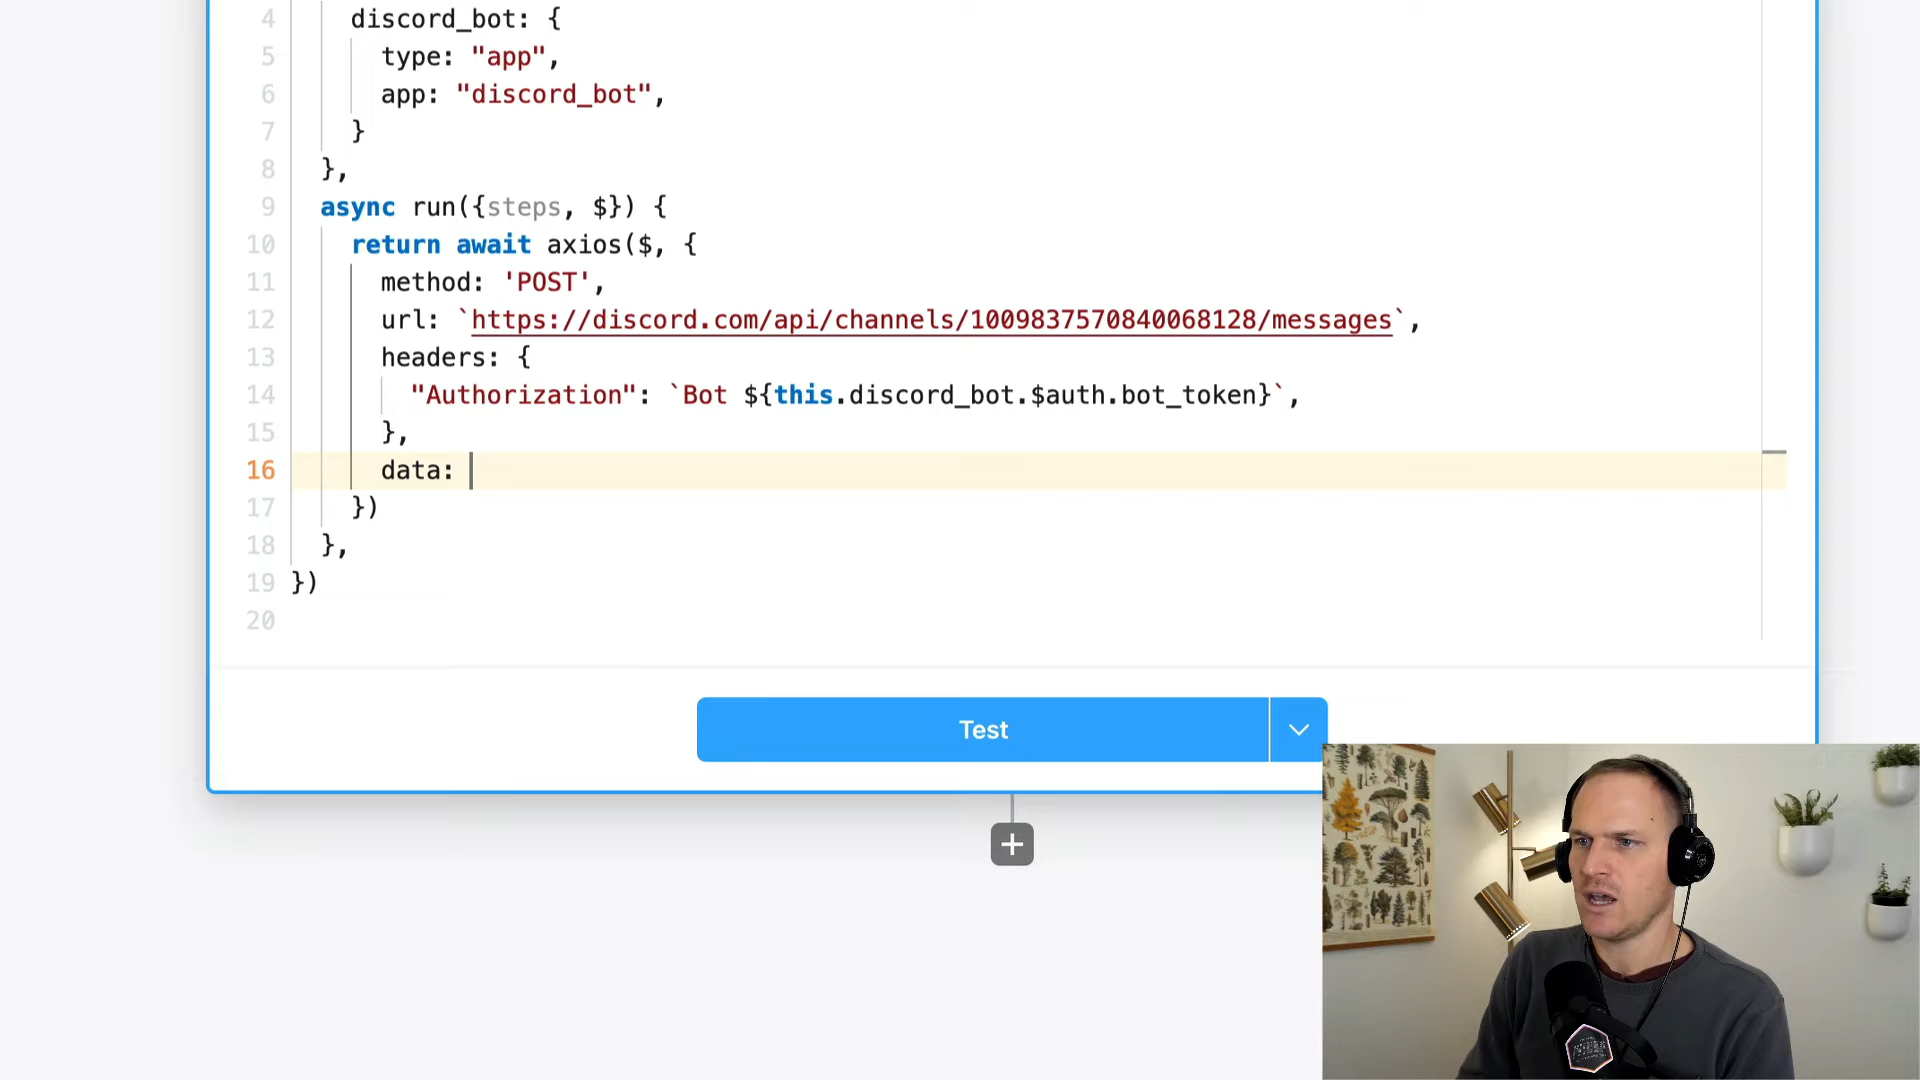 4 discord_bot: {
5 type: "app",
6 app: "discord_bot",
7 }
8 },
9 async run({steps, $}) {
10 return await axios($, {
11 method: 'POST',
12 url: `https://discord.com/api/channels/1009837570840068128/messages`,
13 headers: {
14 "Authorization": `Bot ${this.discord_bot.$auth.bot_token}`,
15 },
16 data:
17 })
18 },
19 })
20
Test